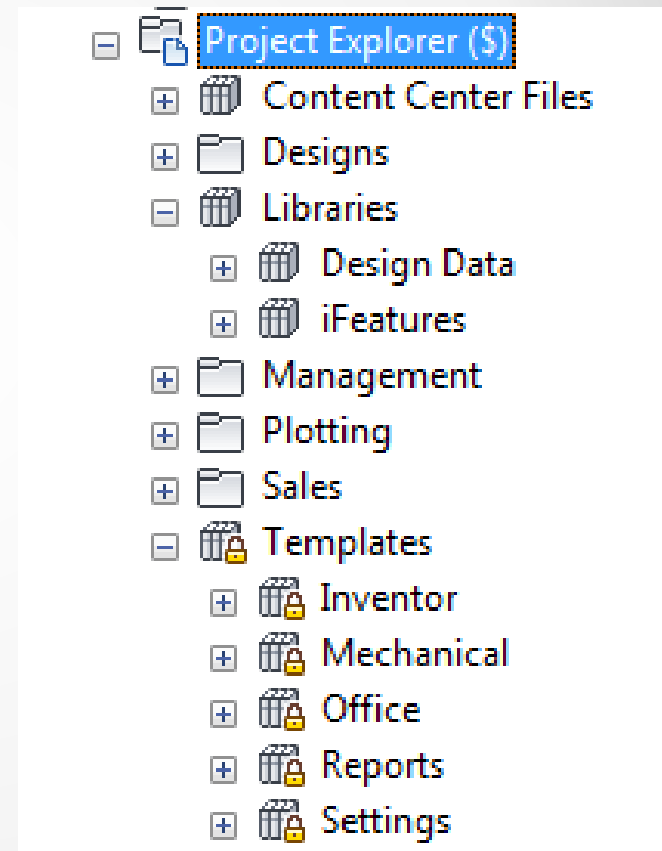 Project Explorer ($)
Content Center Files
Designs
Libraries
Design Data
iFeatures
Management
Plotting
Sales
Templates
Inventor
Mechanical
Office
Reports
Settings